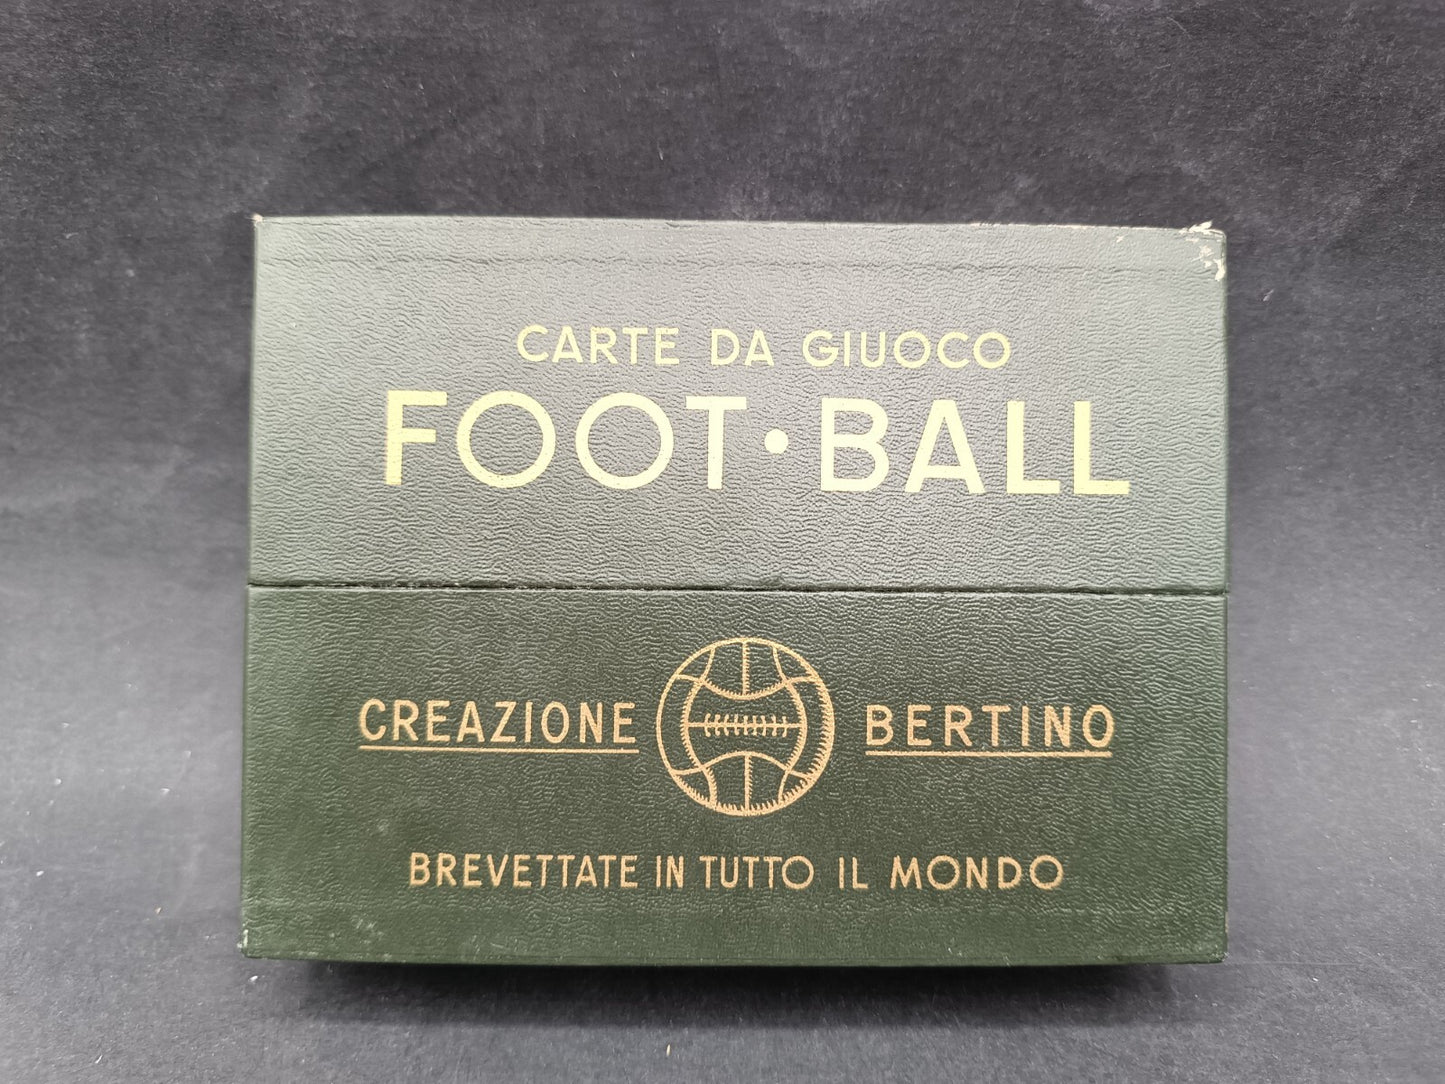 CARTE DA GIUOCO
FOOT·BALL
CREAZIONE BERTINO
BREVETTATE IN TUTTO IL MONDO